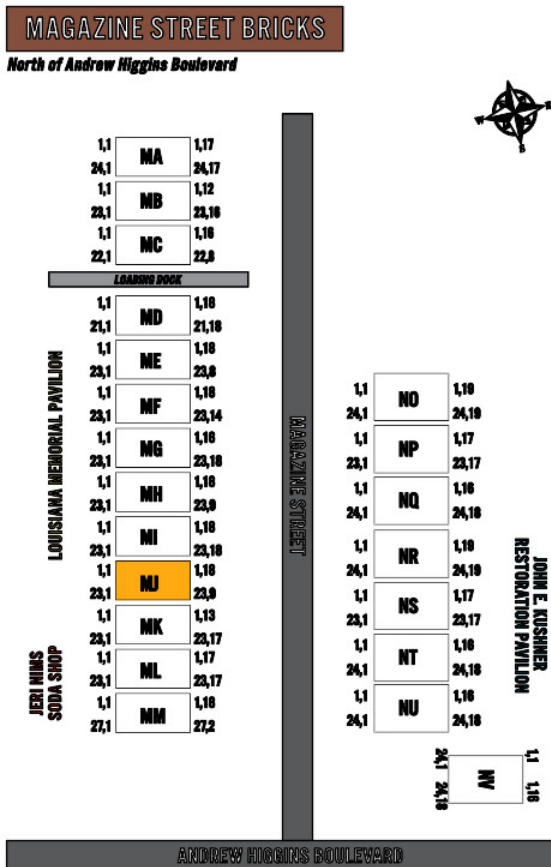 MAGAZINE STREET BRICKS
North of Andrew Higgins Boulevard
N
W
E
S
1,1 MA 1,17
24,1 24,17
1,1 MB 1,12
23,1 23,16
1,1 MC 1,16
22,1 22,8
LOADING DOCK
1,1 MD 1,18
21,1 21,18
1,1 ME 1,18
23,1 23,8
1,1 MF 1,18
23,1 23,14
1,1 MG 1,16
23,1 23,18
1,1 MH 1,18
23,1 23,9
1,1 MI 1,18
23,1 23,18
1,1 MJ 1,18
23,1 23,9
1,1 MK 1,13
23,1 23,17
1,1 ML 1,17
23,1 23,17
1,1 MM 1,18
27,1 27,2
LOUISIANA MEMORIAL PAVILION
JERI NIMS
SODA SHOP
MAGAZINE STREET
1,1 NO 1,19
24,1 24,19
1,1 NP 1,17
23,1 23,17
1,1 NQ 1,16
24,1 24,18
1,1 NR 1,19
24,1 24,19
1,1 NS 1,17
23,1 23,17
1,1 NT 1,16
24,1 24,18
1,1 NU 1,16
24,1 24,18
JOHN E. KUSHNER
RESTORATION PAVILION
24,1 NV 1,1
24,18 1,16
ANDREW HIGGINS BOULEVARD